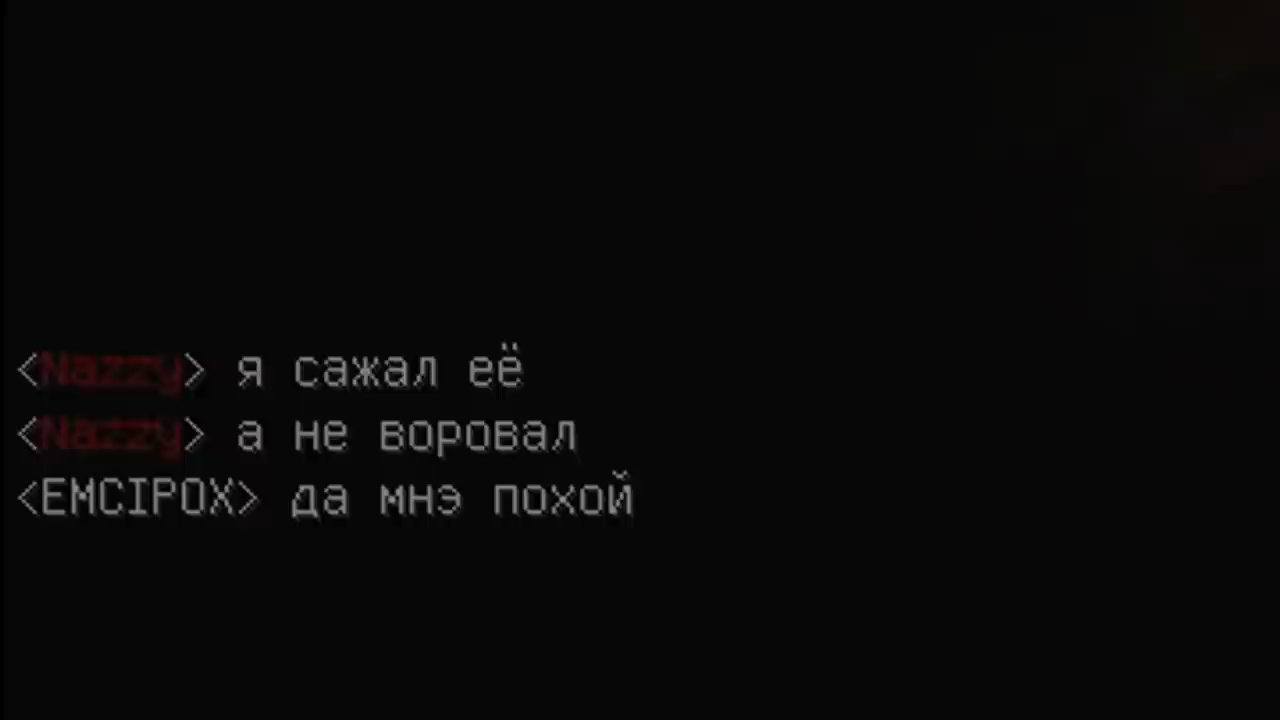 <Nazzy> я сажал её
<Nazzy> а не воровал
<EMCIPOX> да мнэ похой